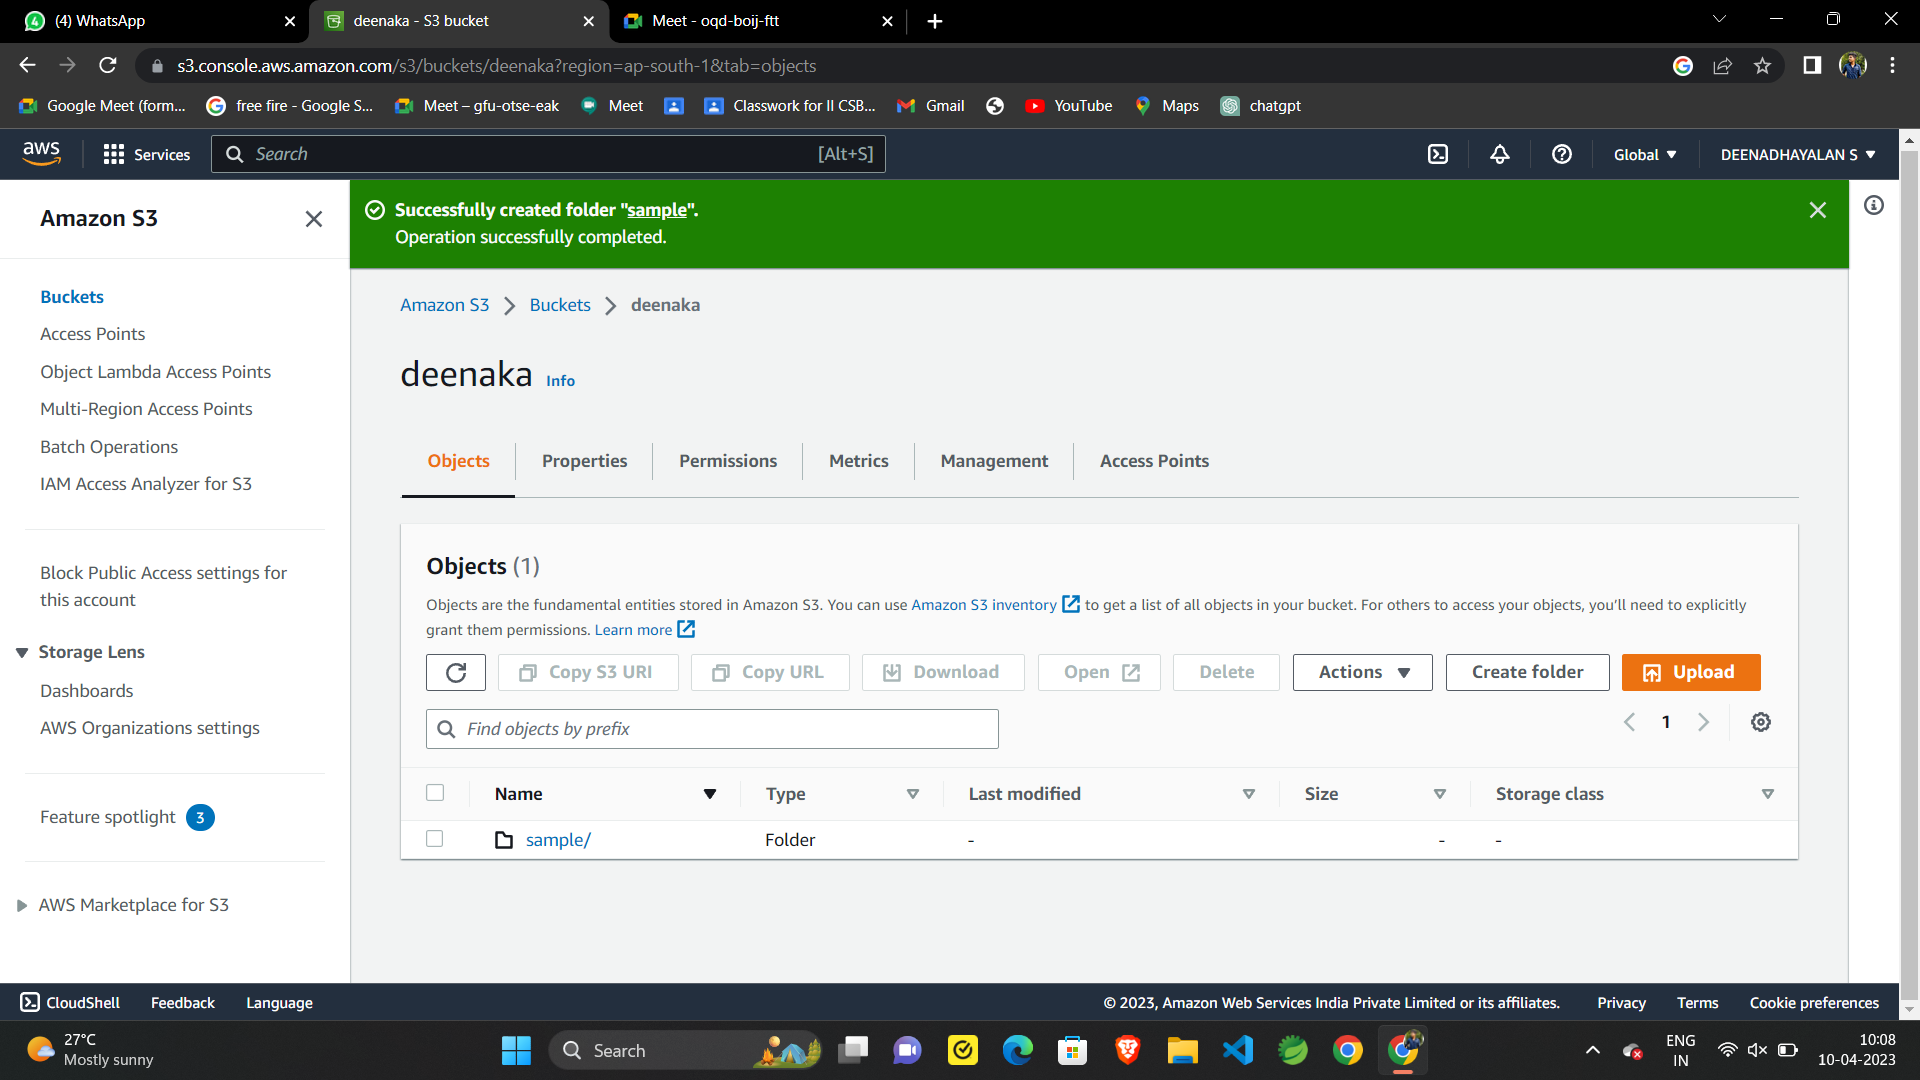 (4) WhatsApp
deenaka - S3 bucket
Meet - oqd-boij-ftt
s3.console.aws.amazon.com/s3/buckets/deenaka?region=ap-south-1&tab=objects
Google Meet (form...
free fire - Google S...
Meet – gfu-otse-eak
Meet
Classwork for II CSB...
Gmail
YouTube
Maps
chatgpt
aws
Services
Search
[Alt+S]
Global
DEENADHAYALAN S
Amazon S3
Successfully created folder "sample".
Operation successfully completed.
Buckets
Access Points
Object Lambda Access Points
Multi-Region Access Points
Batch Operations
IAM Access Analyzer for S3
Block Public Access settings for
this account
Storage Lens
Dashboards
AWS Organizations settings
Feature spotlight 3
AWS Marketplace for S3
Amazon S3 > Buckets > deenaka
deenaka Info
Objects
Properties
Permissions
Metrics
Management
Access Points
Objects (1)
Objects are the fundamental entities stored in Amazon S3. You can use Amazon S3 inventory to get a list of all objects in your bucket. For others to access your objects, you'll need to explicitly
grant them permissions. Learn more
Copy S3 URI
Copy URL
Download
Open
Delete
Actions
Create folder
Upload
Find objects by prefix
1
Name
Type
Last modified
Size
Storage class
sample/
Folder
-
-
-
CloudShell
Feedback
Language
© 2023, Amazon Web Services India Private Limited or its affiliates.
Privacy
Terms
Cookie preferences
27°C
Mostly sunny
Search
ENG
IN
10:08
10-04-2023